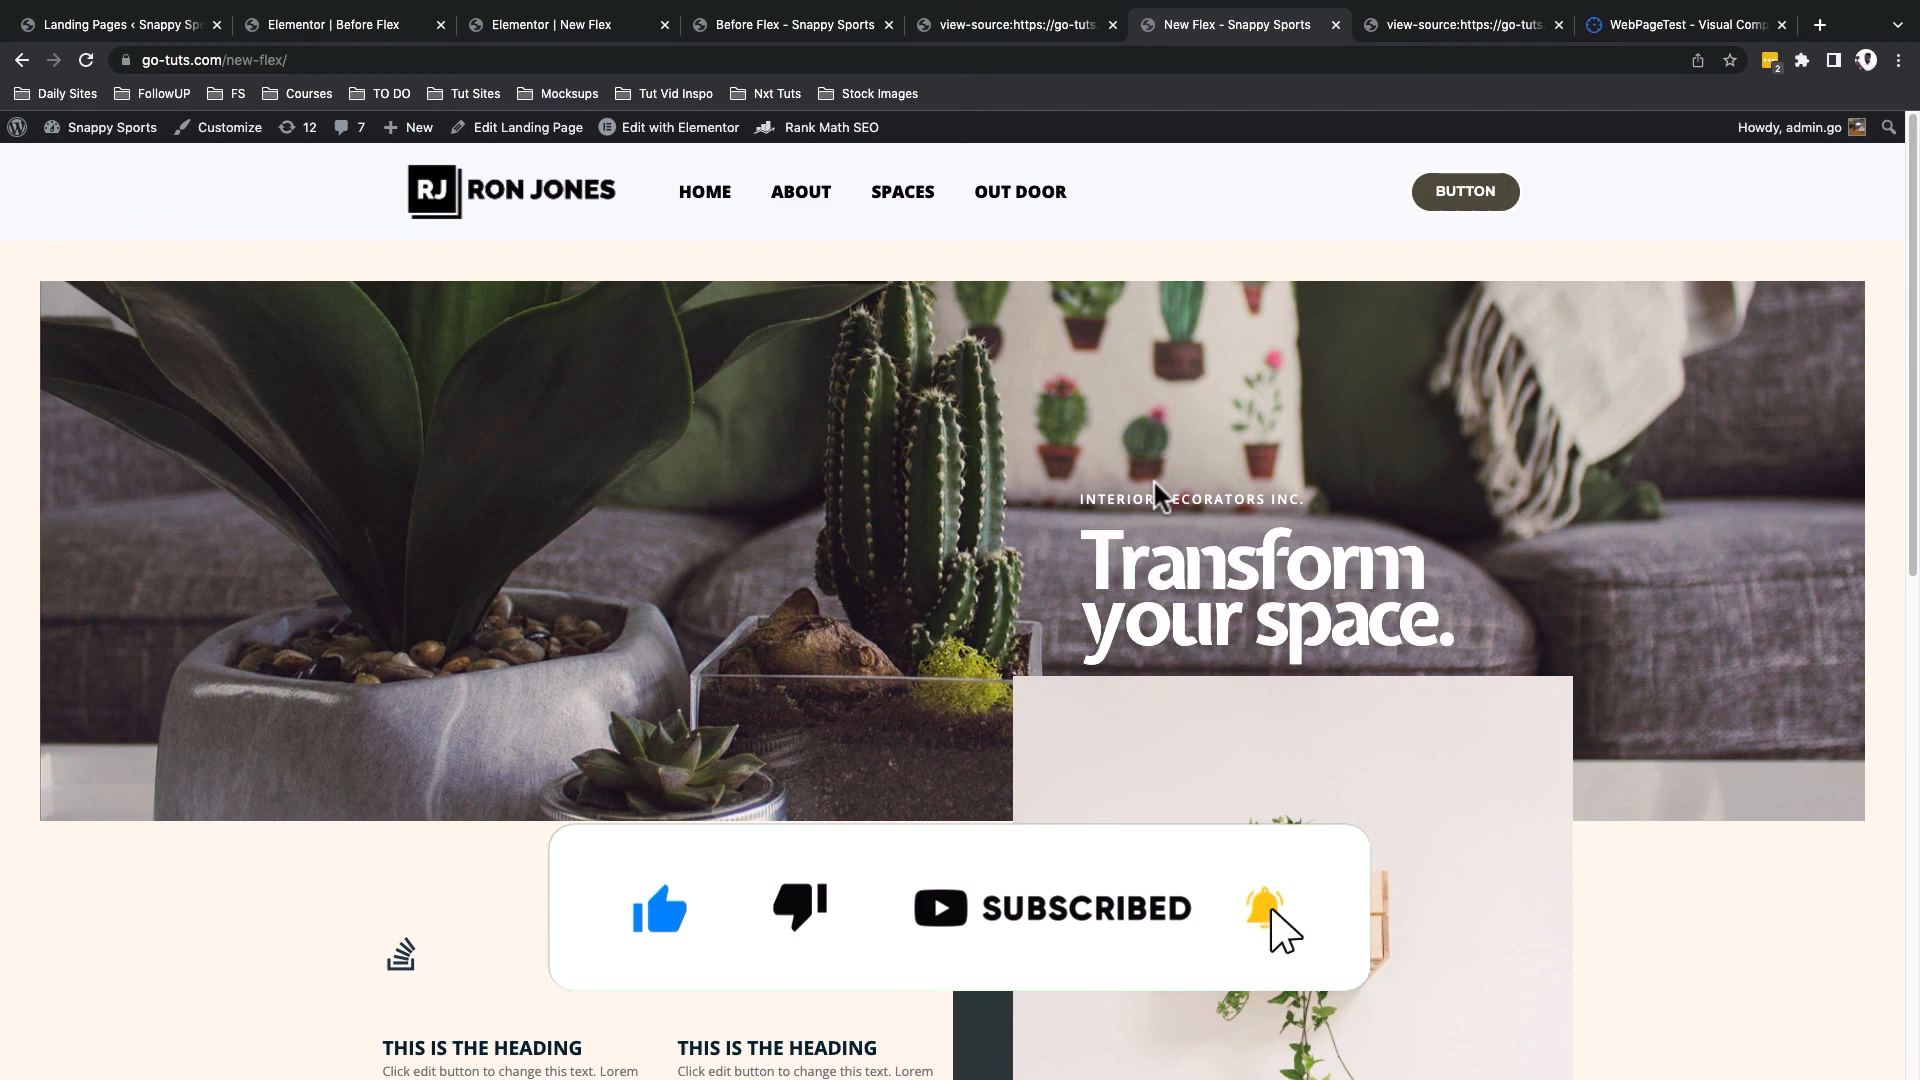 Landing Pages ‹ Snappy Sp
Elementor | Before Flex
Elementor | New Flex
Before Flex - Snappy Sports
view-source:https://go-tuts.
New Flex - Snappy Sports
view-source:https://go-tuts.
WebPageTest - Visual Comp
go-tuts.com/new-flex/
2
Daily Sites
FollowUP
FS
Courses
TO DO
Tut Sites
Mocksups
Tut Vid Inspo
Nxt Tuts
Stock Images
Snappy Sports
Customize
12
7
New
Edit Landing Page
Edit with Elementor
Rank Math SEO
Howdy, admin.go
RJ RON JONES
HOME
ABOUT
SPACES
OUT DOOR
BUTTON
INTERIOR DECORATORS INC.
Transform
your space.
SUBSCRIBED
THIS IS THE HEADING
Click edit button to change this text. Lorem
THIS IS THE HEADING
Click edit button to change this text. Lorem